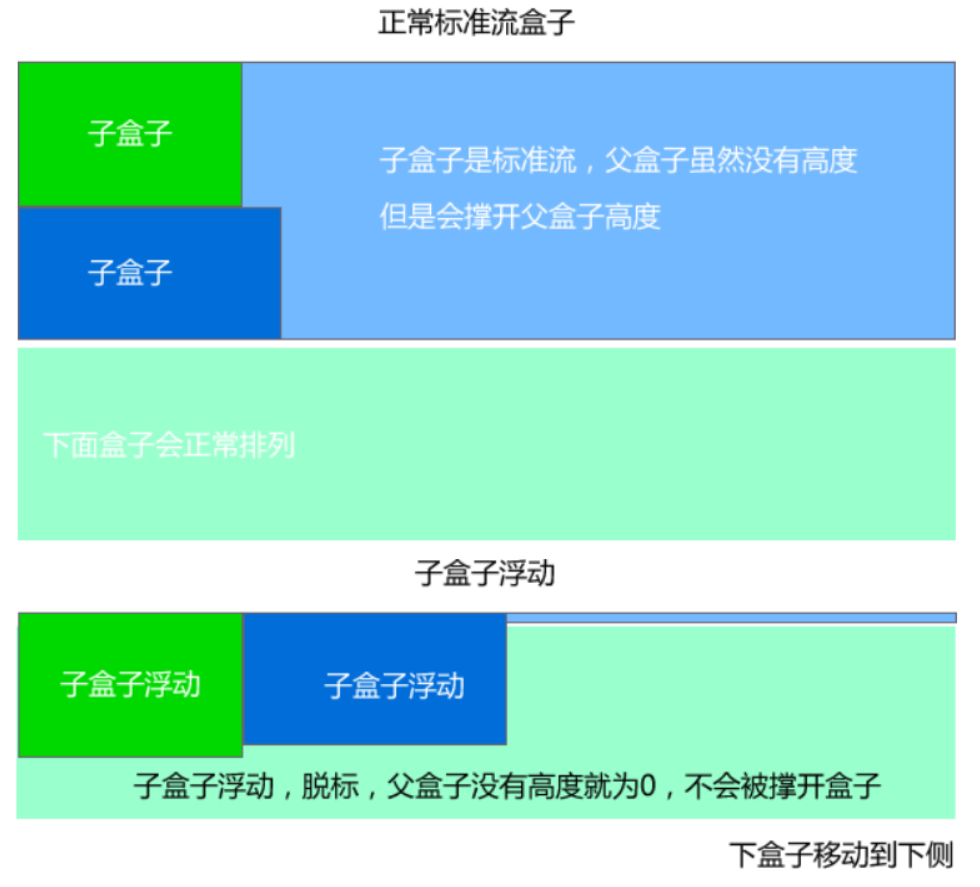 正常标准流盒子
子盒子
子盒子是标准流，父盒子虽然没有高度
但是会撑开父盒子高度
子盒子
下面盒子会正常排列
子盒子浮动
子盒子浮动
子盒子浮动
子盒子浮动，脱标，父盒子没有高度就为0，不会被撑开盒子
下盒子移动到下侧